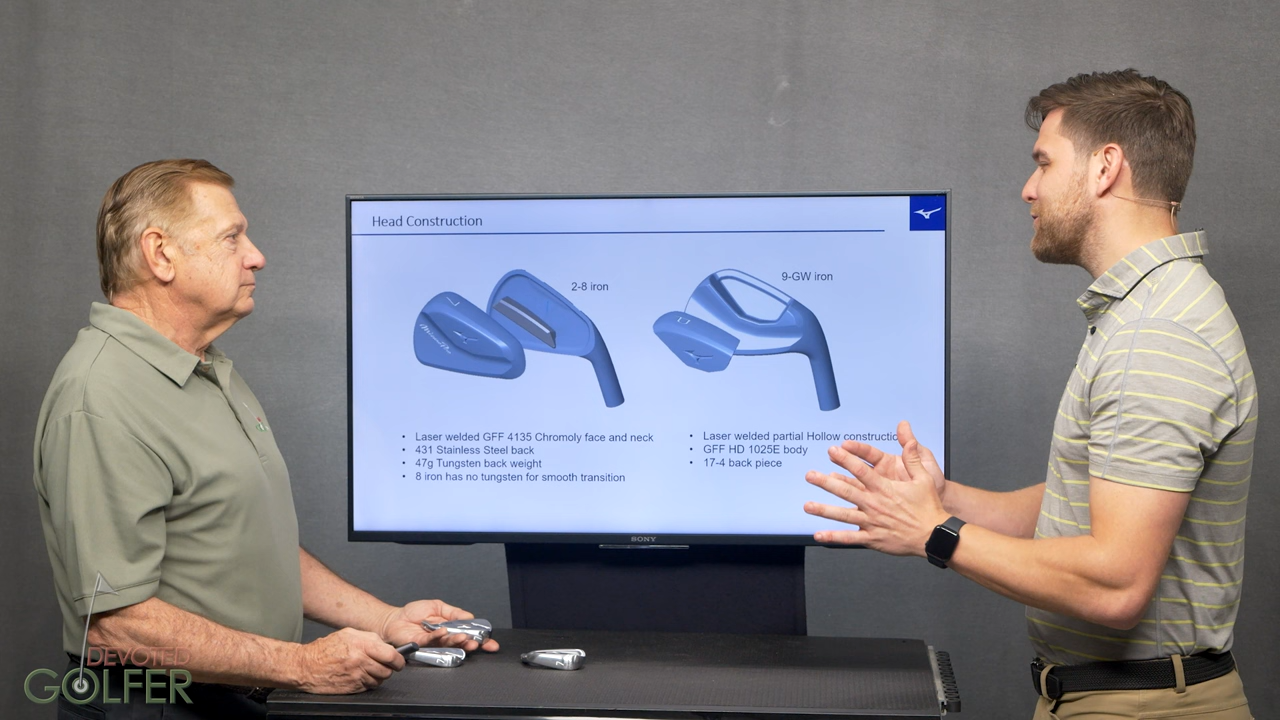 Head Construction
2-8 iron
9-GW iron
• Laser welded GFF 4135 Chromoly face and neck
• 431 Stainless Steel back
• 47g Tungsten back weight
• 8 iron has no tungsten for smooth transition
• Laser welded partial Hollow constructio
• GFF HD 1025E body
• 17-4 back piece
SONY
DEVOTED
GOLFER